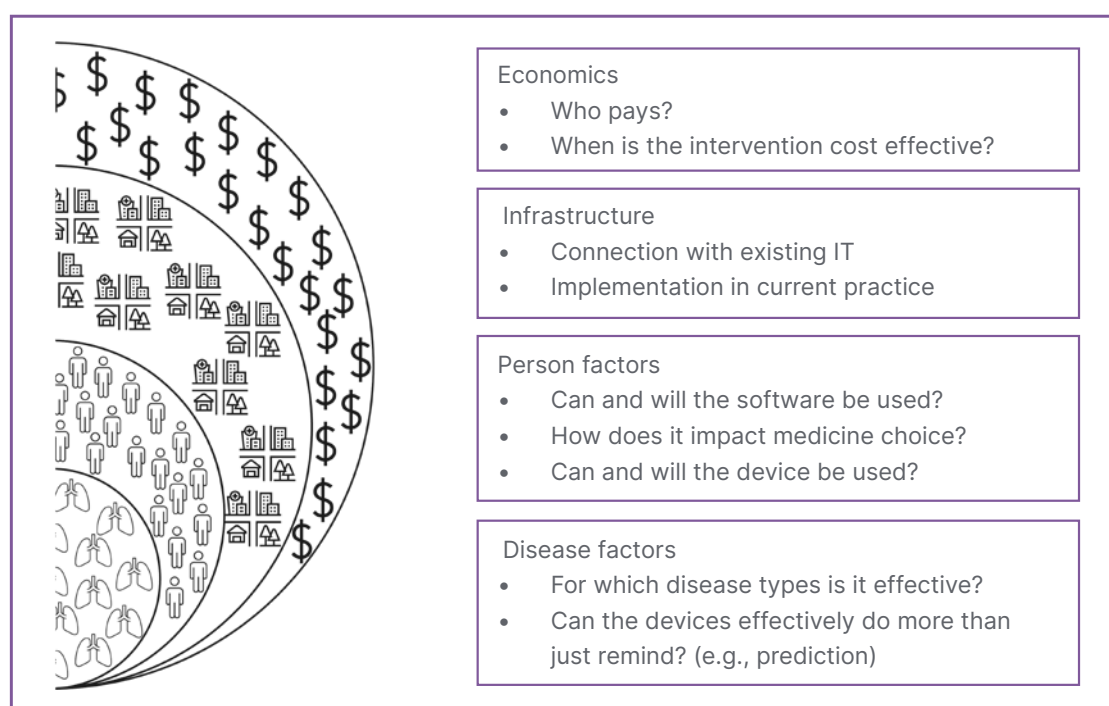 Economics
• Who pays?
• When is the intervention cost effective?
Infrastructure
• Connection with existing IT
• Implementation in current practice
Person factors
• Can and will the software be used?
• How does it impact medicine choice?
• Can and will the device be used?
Disease factors
• For which disease types is it effective?
• Can the devices effectively do more than
just remind? (e.g., prediction)